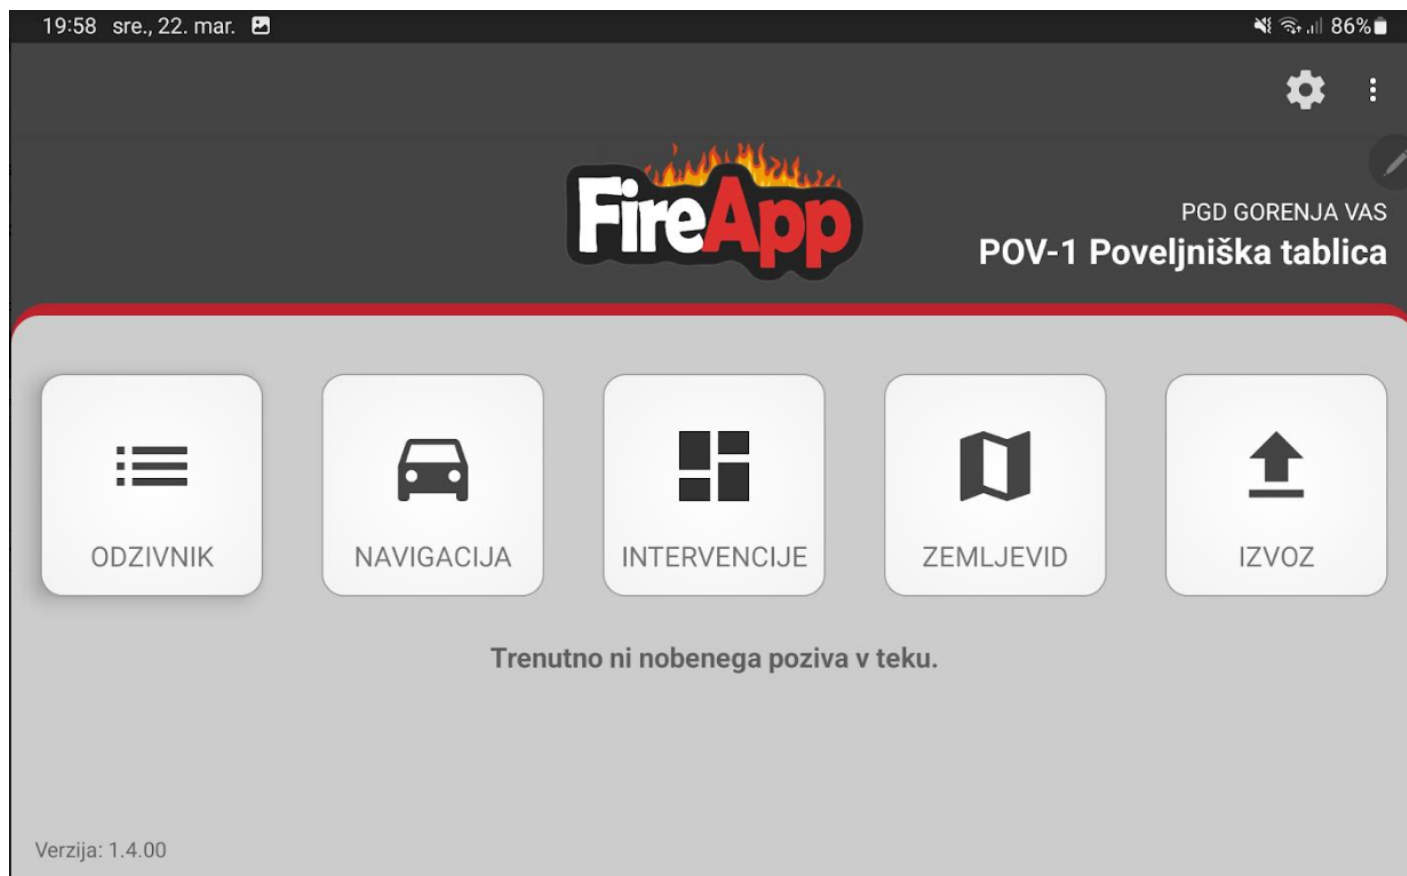 19:58 sre., 22. mar. 86%
FireApp
PGD GORENJA VAS
POV-1 Poveljniška tablica
ODZIVNIK NAVIGACIJA INTERVENCIJE ZEMLJEVID IZVOZ
Trenutno ni nobenega poziva v teku.
Verzija: 1.4.00